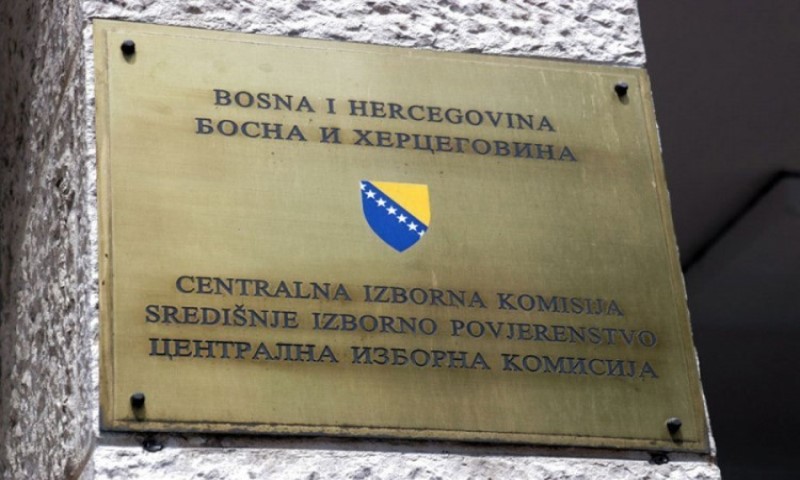 BOSNA I HERCEGOVINA
БОСНА И ХЕРЦЕГОВИНА
CENTRALNA IZBORNA KOMISIJA
SREDIŠNJE IZBORNO POVJERENSTVO
ЦЕНТРАЛНА ИЗБОРНА КОМИСИЈА